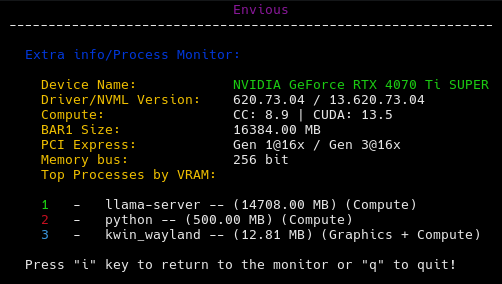 Envious
------------------------------------------------------------
Extra info/Process Monitor:
Device Name: NVIDIA GeForce RTX 4070 Ti SUPER
Driver/NVML Version: 620.73.04 / 13.620.73.04
Compute: CC: 8.9 | CUDA: 13.5
BAR1 Size: 16384.00 MB
PCI Express: Gen 1@16x / Gen 3@16x
Memory bus: 256 bit
Top Processes by VRAM:
1 - llama-server -- (14708.00 MB) (Compute)
2 - python -- (500.00 MB) (Compute)
3 - kwin_wayland -- (12.81 MB) (Graphics + Compute)
Press "i" key to return to the monitor or "q" to quit!